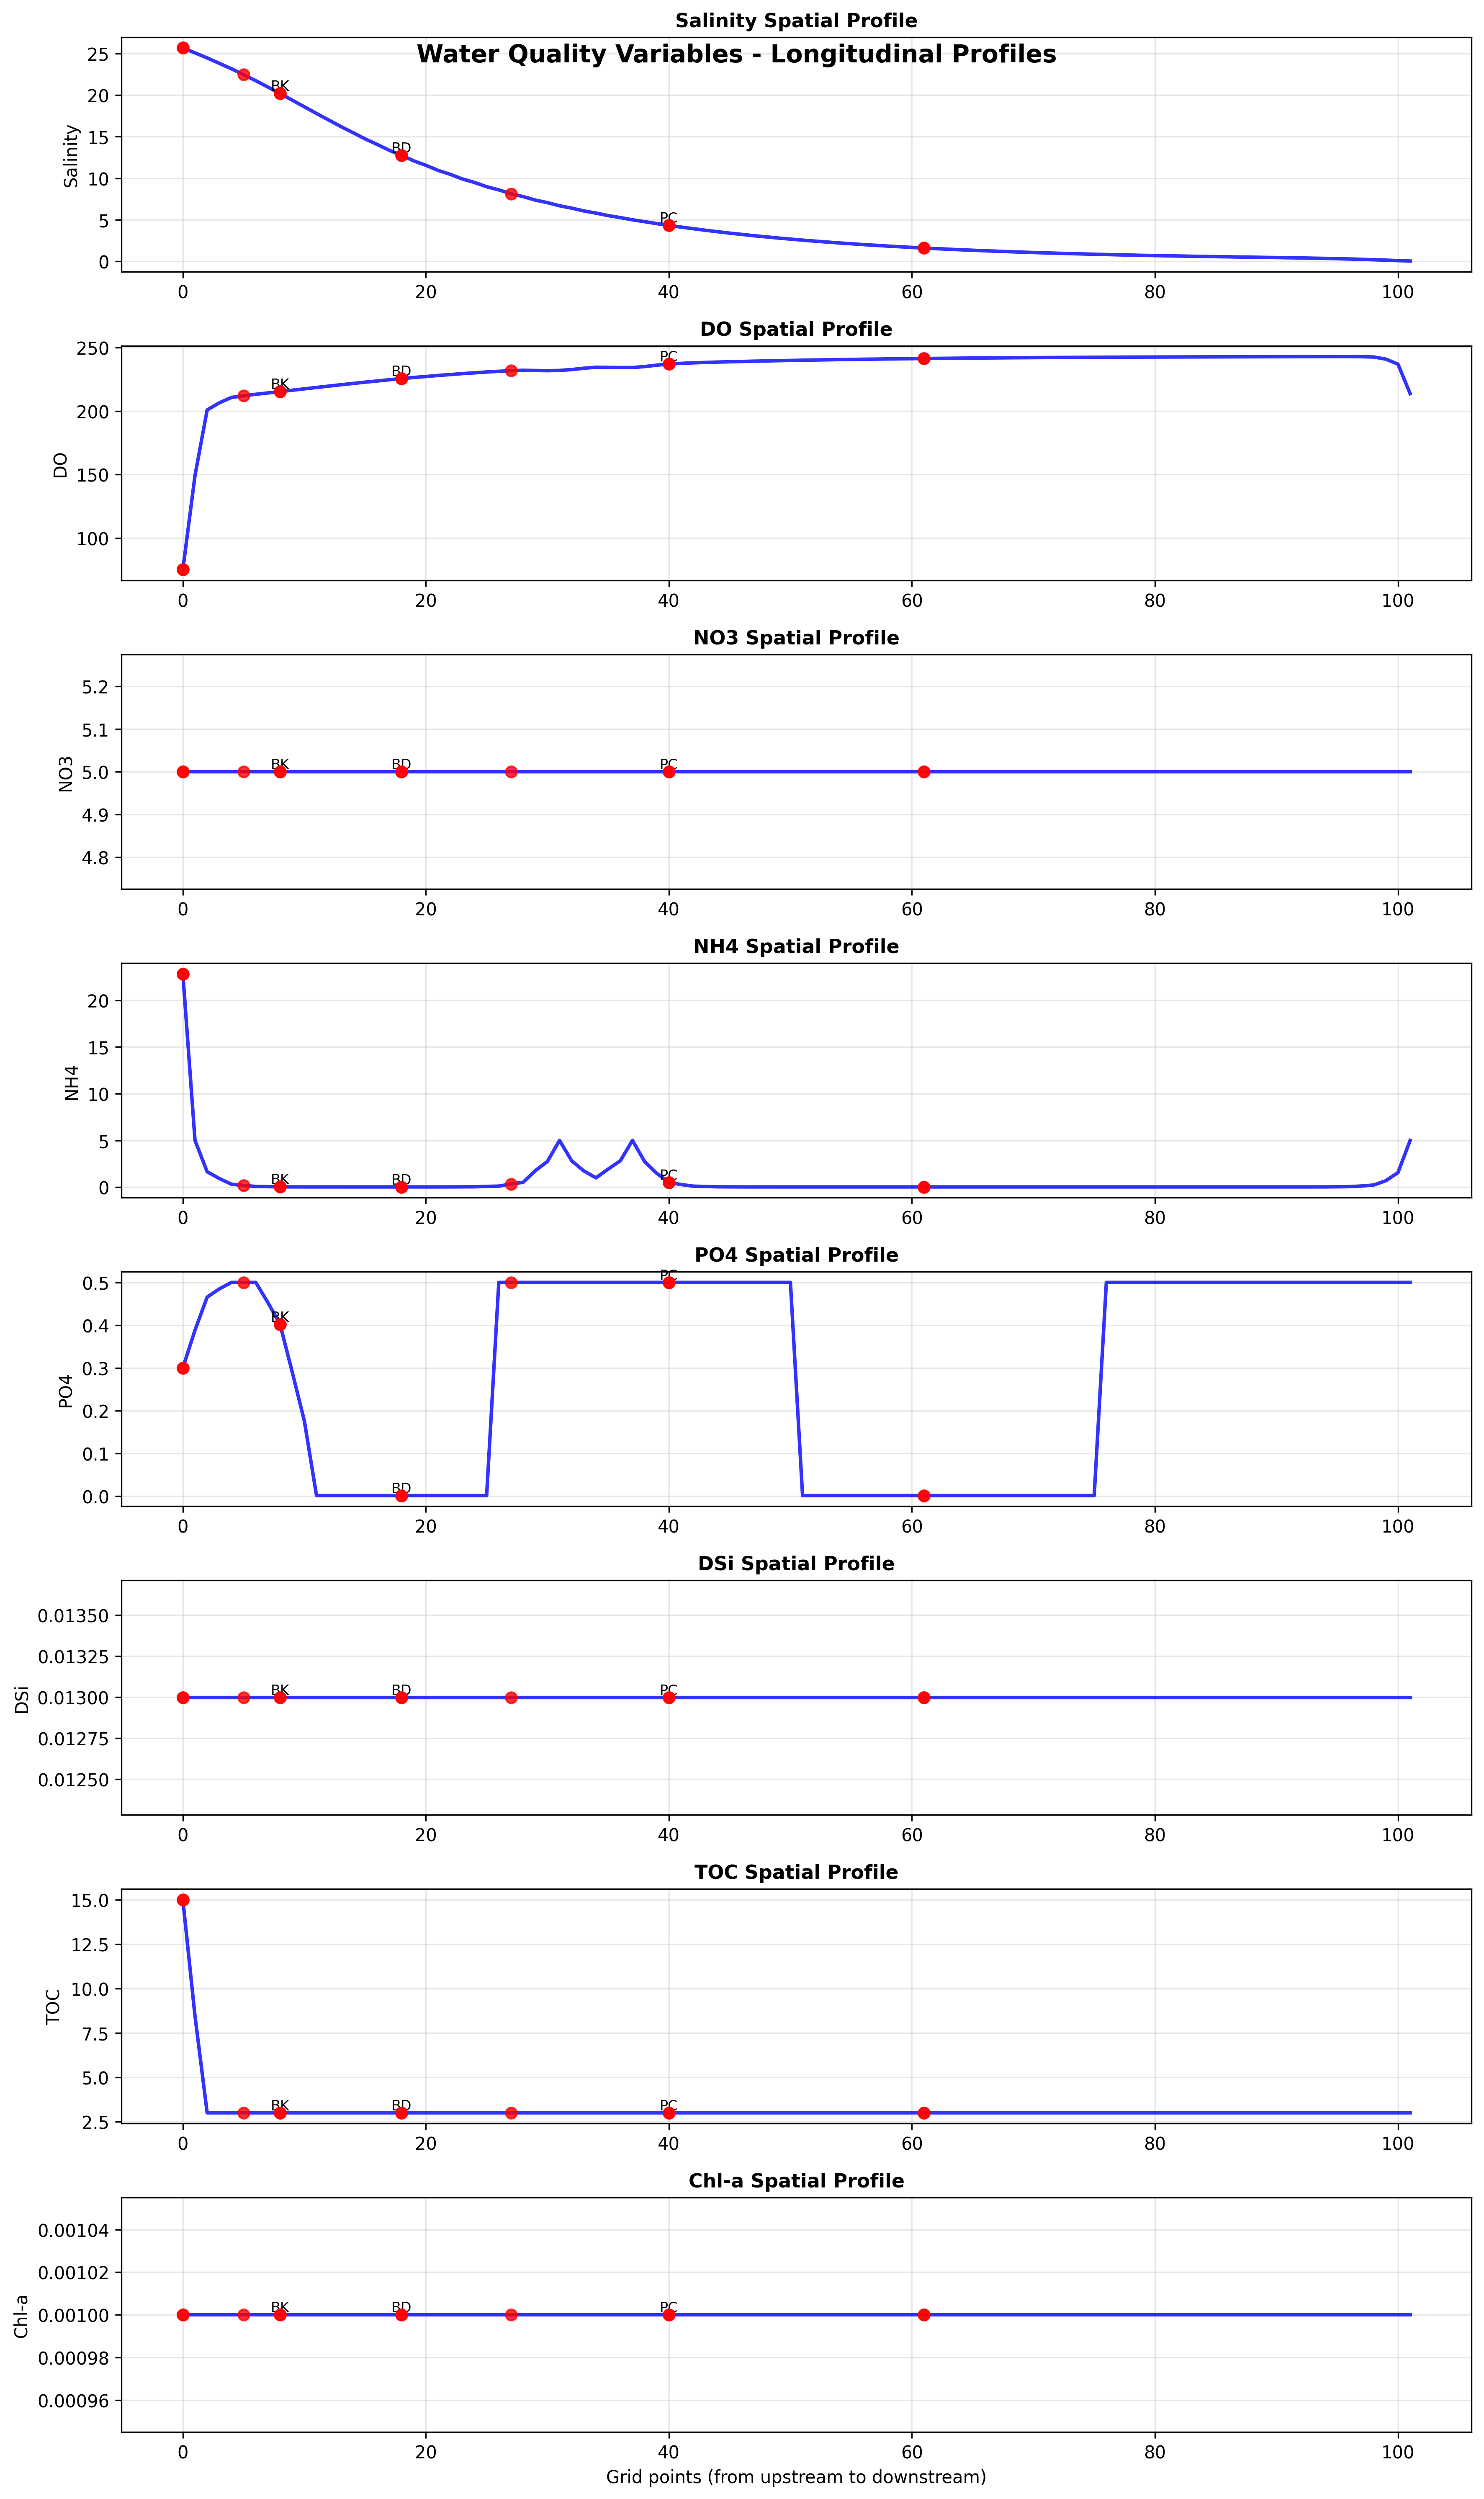 Salinity Spatial Profile
Water Quality Variables - Longitudinal Profiles
Salinity
25
20
15
10
5
0
BK
BD
PC
0 20 40 60 80 100
DO Spatial Profile
DO
250
200
150
100
BK
BD
PC
0 20 40 60 80 100
NO3 Spatial Profile
NO3
5.2
5.1
5.0
4.9
4.8
BK
BD
PC
0 20 40 60 80 100
NH4 Spatial Profile
NH4
20
15
10
5
0
BK
BD
PC
0 20 40 60 80 100
PO4 Spatial Profile
PO4
0.5
0.4
0.3
0.2
0.1
0.0
BK
BD
PC
0 20 40 60 80 100
DSi Spatial Profile
DSi
0.01350
0.01325
0.01300
0.01275
0.01250
BK
BD
PC
0 20 40 60 80 100
TOC Spatial Profile
TOC
15.0
12.5
10.0
7.5
5.0
2.5
BK
BD
PC
0 20 40 60 80 100
Chl-a Spatial Profile
Chl-a
0.00104
0.00102
0.00100
0.00098
0.00096
BK
BD
PC
0 20 40 60 80 100
Grid points (from upstream to downstream)